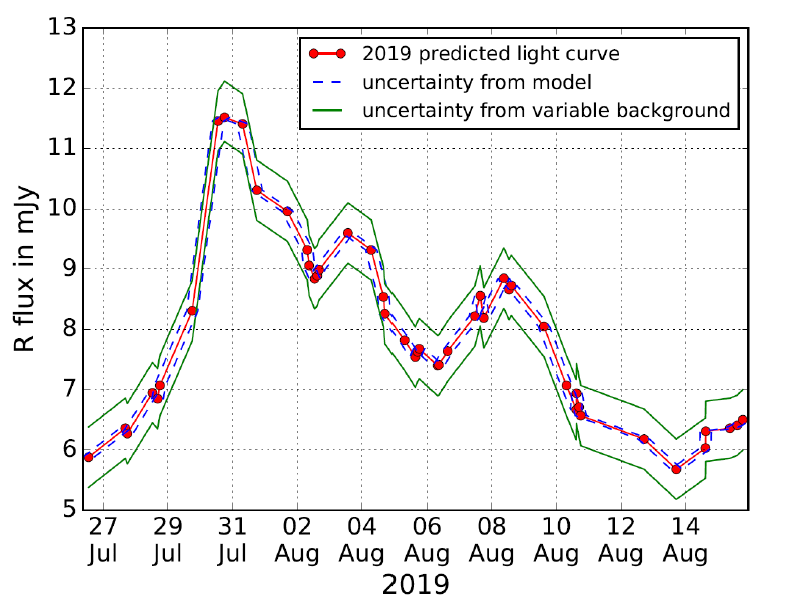 13
12
11
10
9
8
7
6
5
R flux in mJy
2019 predicted light curve
uncertainty from model
uncertainty from variable background
27 29 31 02 04 06 08 10 12 14
Jul Jul Jul Aug Aug Aug Aug Aug Aug Aug
2019